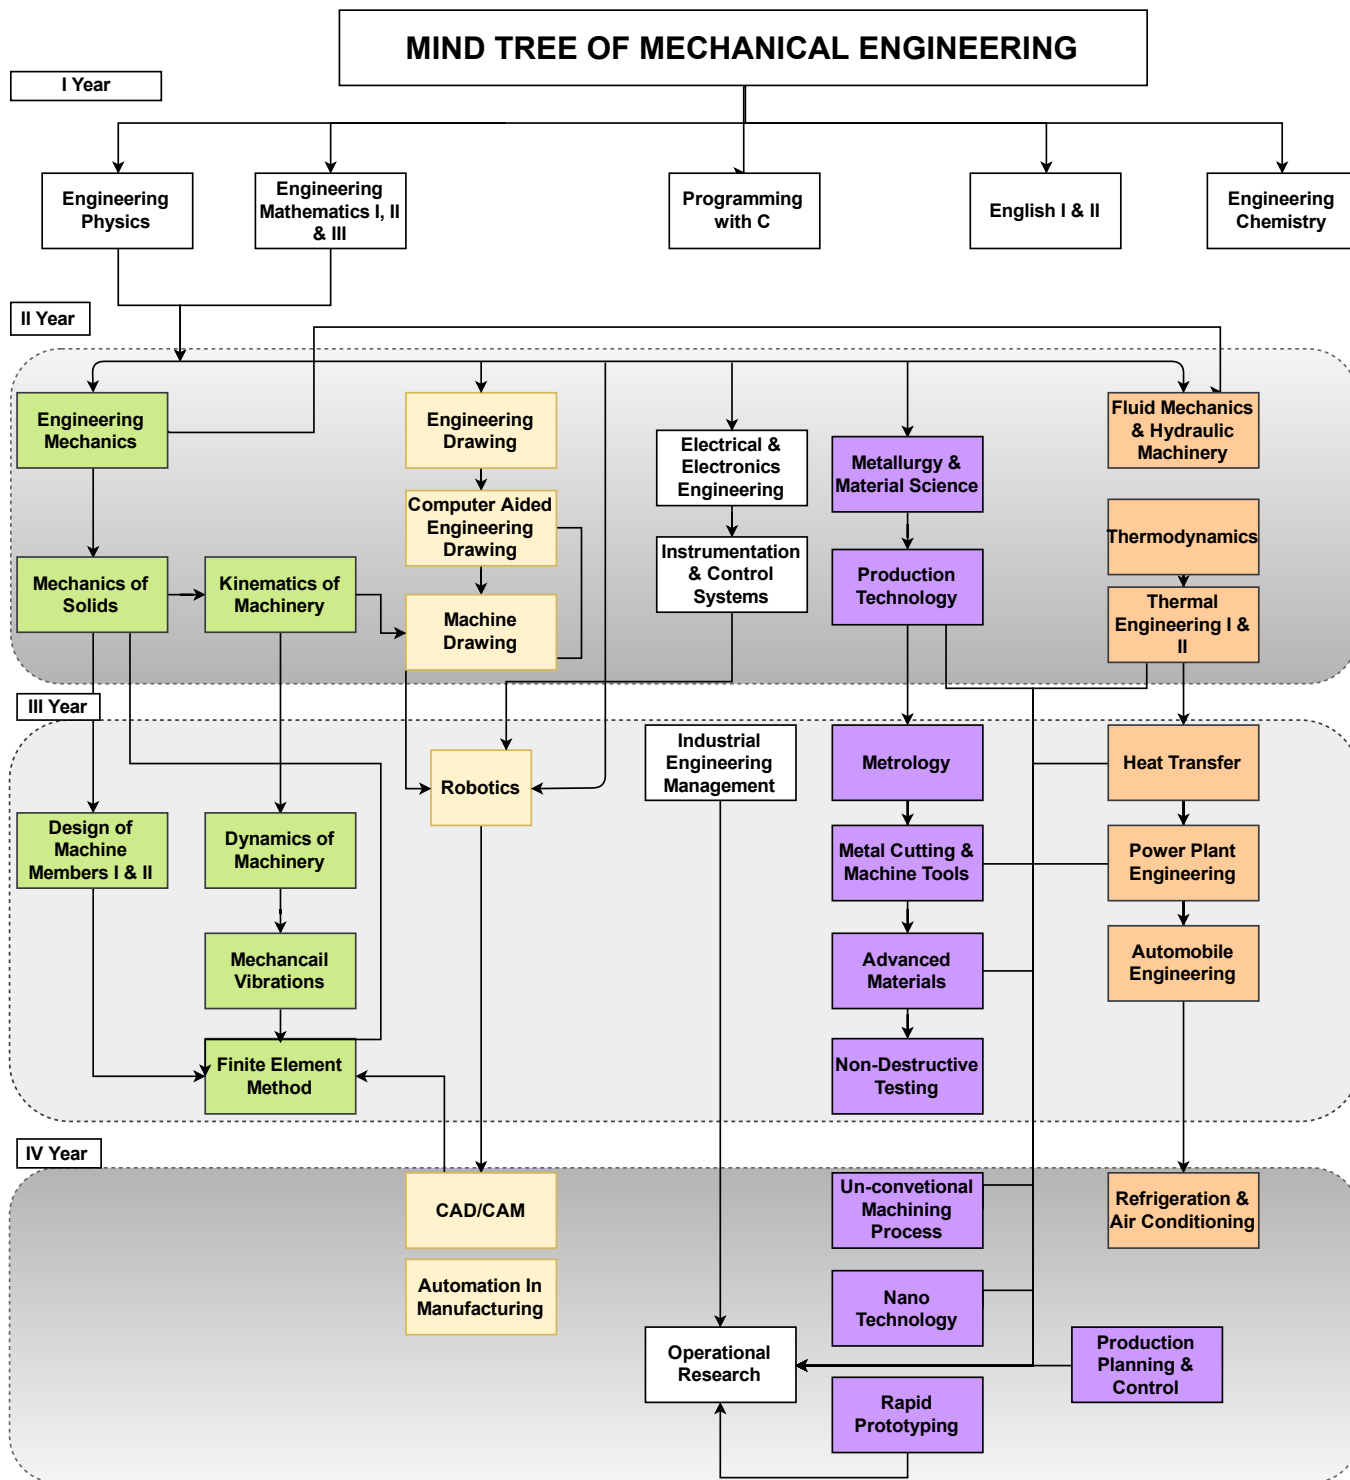 MIND TREE OF MECHANICAL ENGINEERING
I Year
Engineering
Physics
Engineering
Mathematics I, II
& III
Programming
with C
English I & II
Engineering
Chemistry
II Year
Engineering
Mechanics
Engineering
Drawing
Electrical &
Electronics
Engineering
Metallurgy &
Material Science
Fluid Mechanics
& Hydraulic
Machinery
Computer Aided
Engineering
Drawing
Thermodynamics
Mechanics of
Solids
Kinematics of
Machinery
Machine
Drawing
Instrumentation
& Control
Systems
Production
Technology
Thermal
Engineering I &
II
III Year
Robotics
Industrial
Engineering
Management
Metrology
Heat Transfer
Design of
Machine
Members I & II
Dynamics of
Machinery
Metal Cutting &
Machine Tools
Power Plant
Engineering
Mechancail
Vibrations
Advanced
Materials
Automobile
Engineering
Finite Element
Method
Non-Destructive
Testing
IV Year
CAD/CAM
Un-convetional
Machining
Process
Refrigeration &
Air Conditioning
Automation In
Manufacturing
Nano
Technology
Operational
Research
Production
Planning &
Control
Rapid
Prototyping